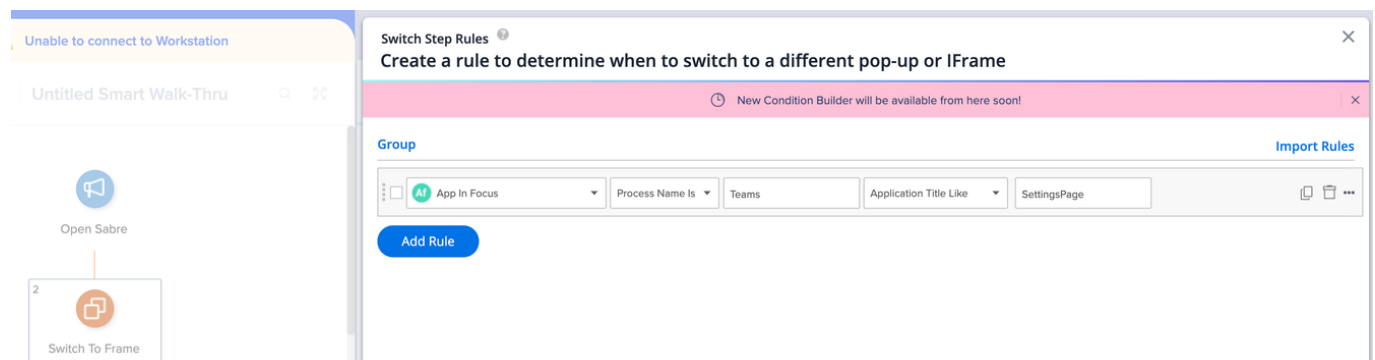 Unable to connect to Workstation
Untitled Smart Walk-Thru
Open Sabre
2
Switch To Frame
Switch Step Rules ?
Create a rule to determine when to switch to a different pop-up or IFrame
New Condition Builder will be available from here soon!
Group Import Rules
Af App In Focus Process Name Is Teams Application Title Like SettingsPage
Add Rule